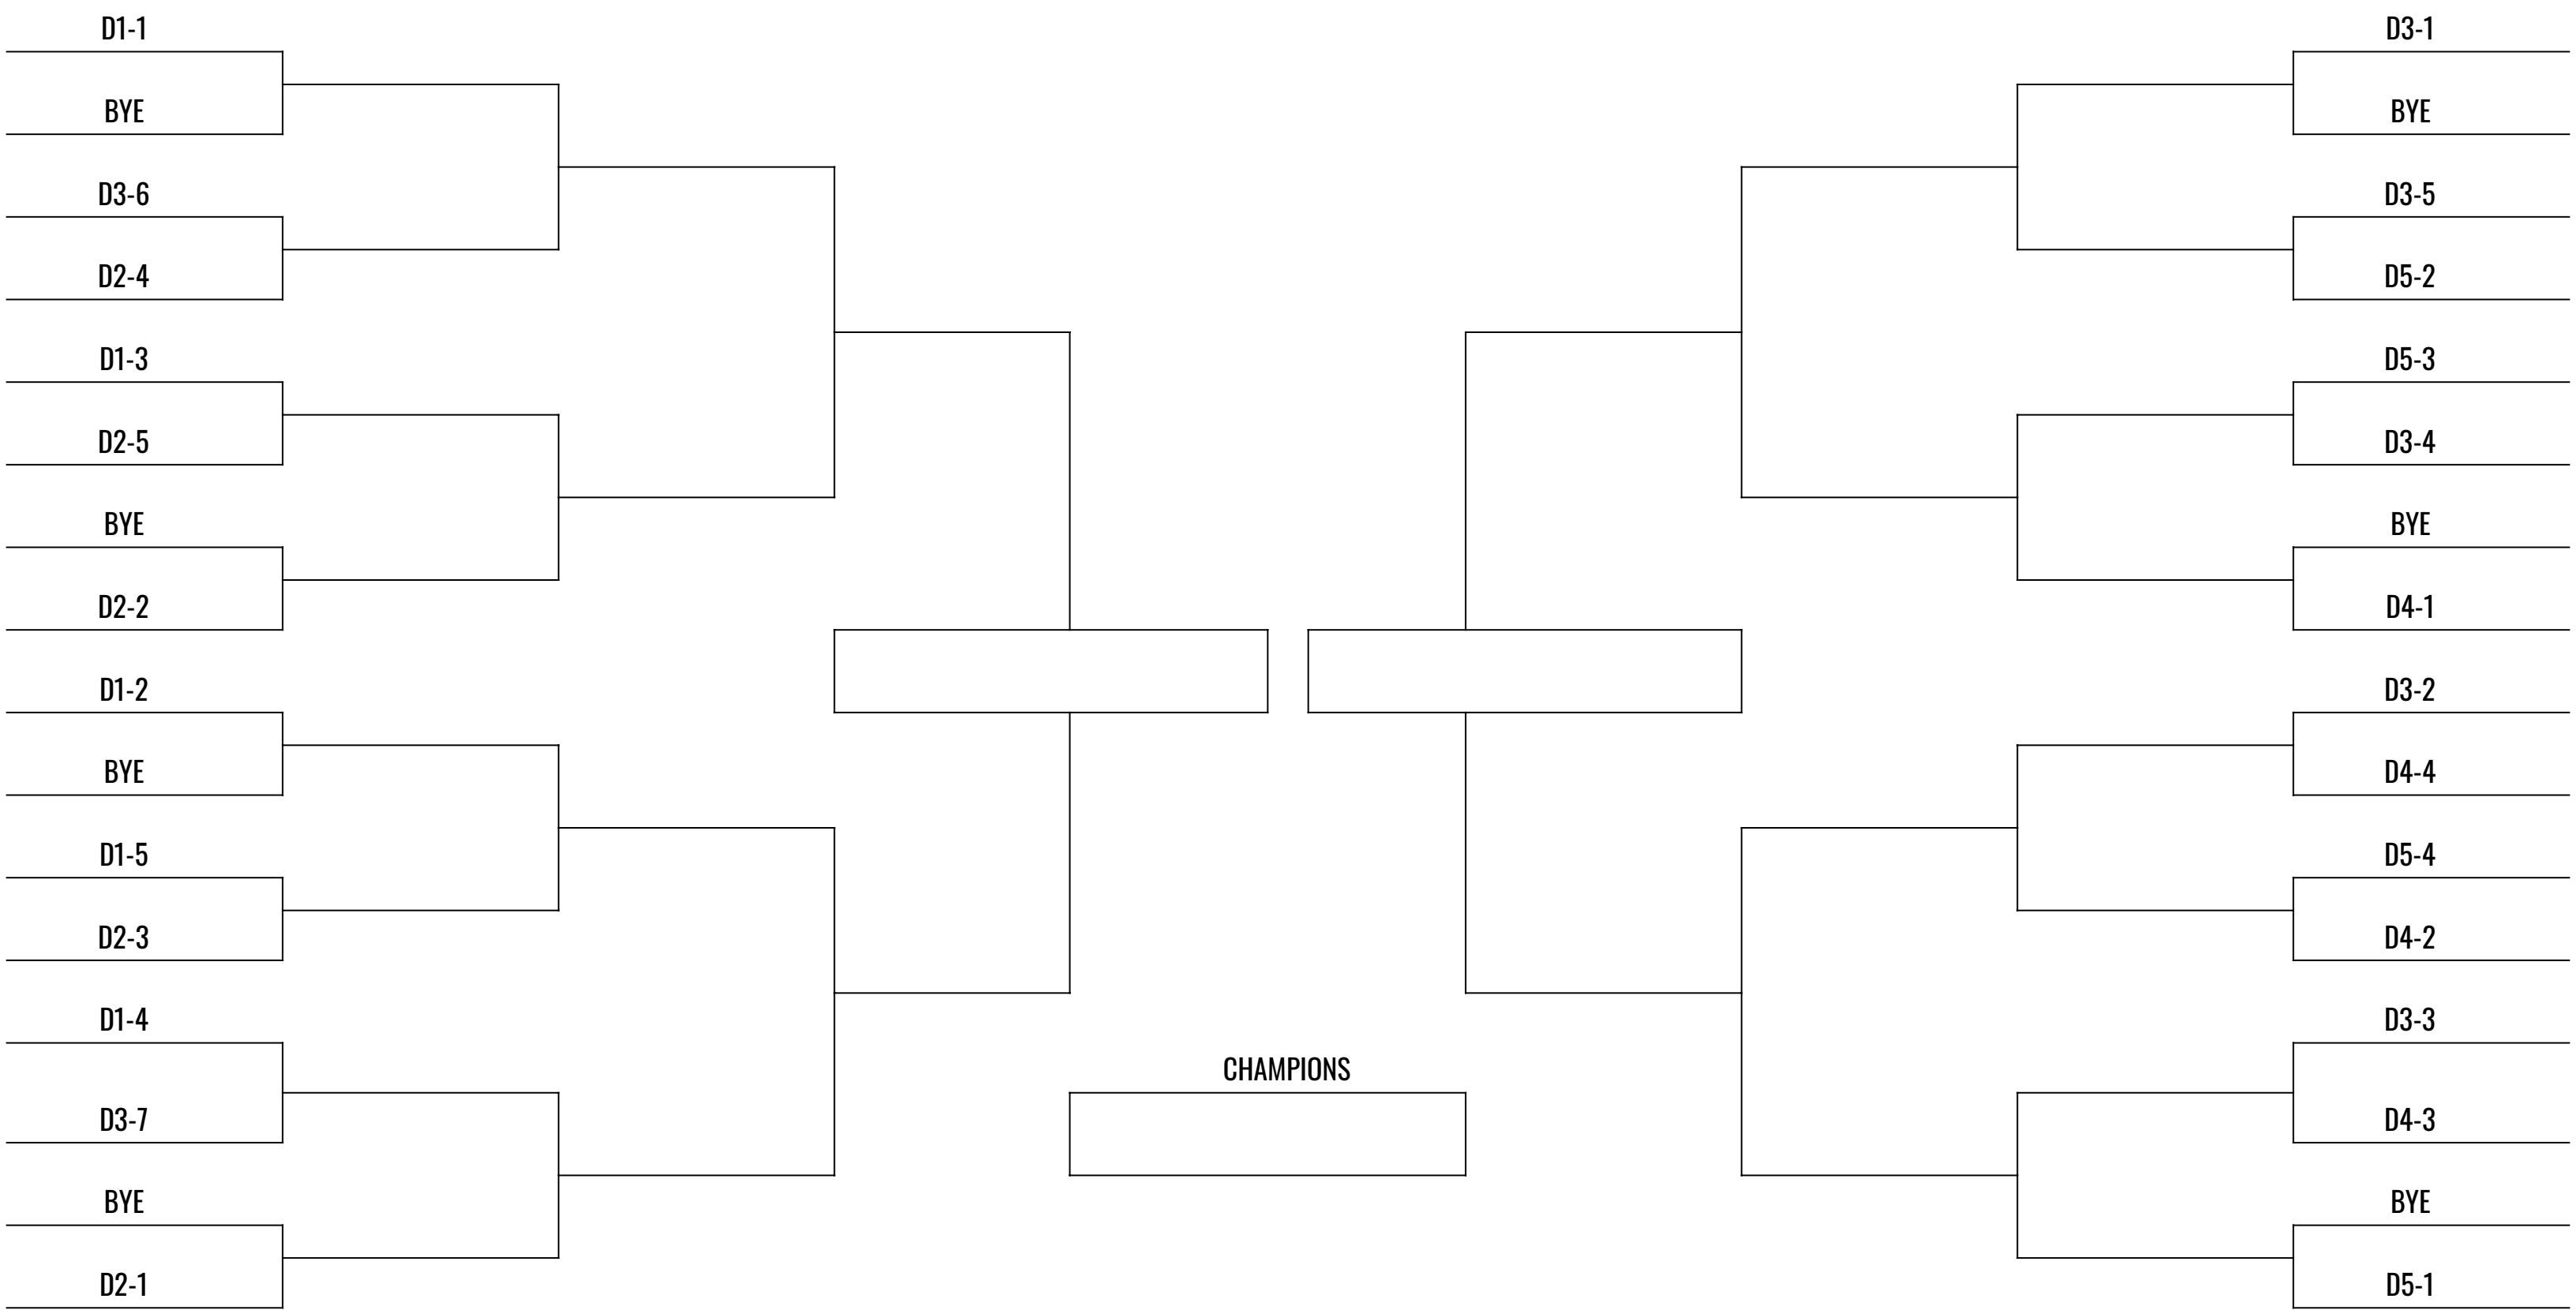 D1-1
BYE
D3-6
D2-4
D1-3
D2-5
BYE
D2-2
D1-2
BYE
D1-5
D2-3
D1-4
D3-7
BYE
D2-1
CHAMPIONS
D3-1
BYE
D3-5
D5-2
D5-3
D3-4
BYE
D4-1
D3-2
D4-4
D5-4
D4-2
D3-3
D4-3
BYE
D5-1